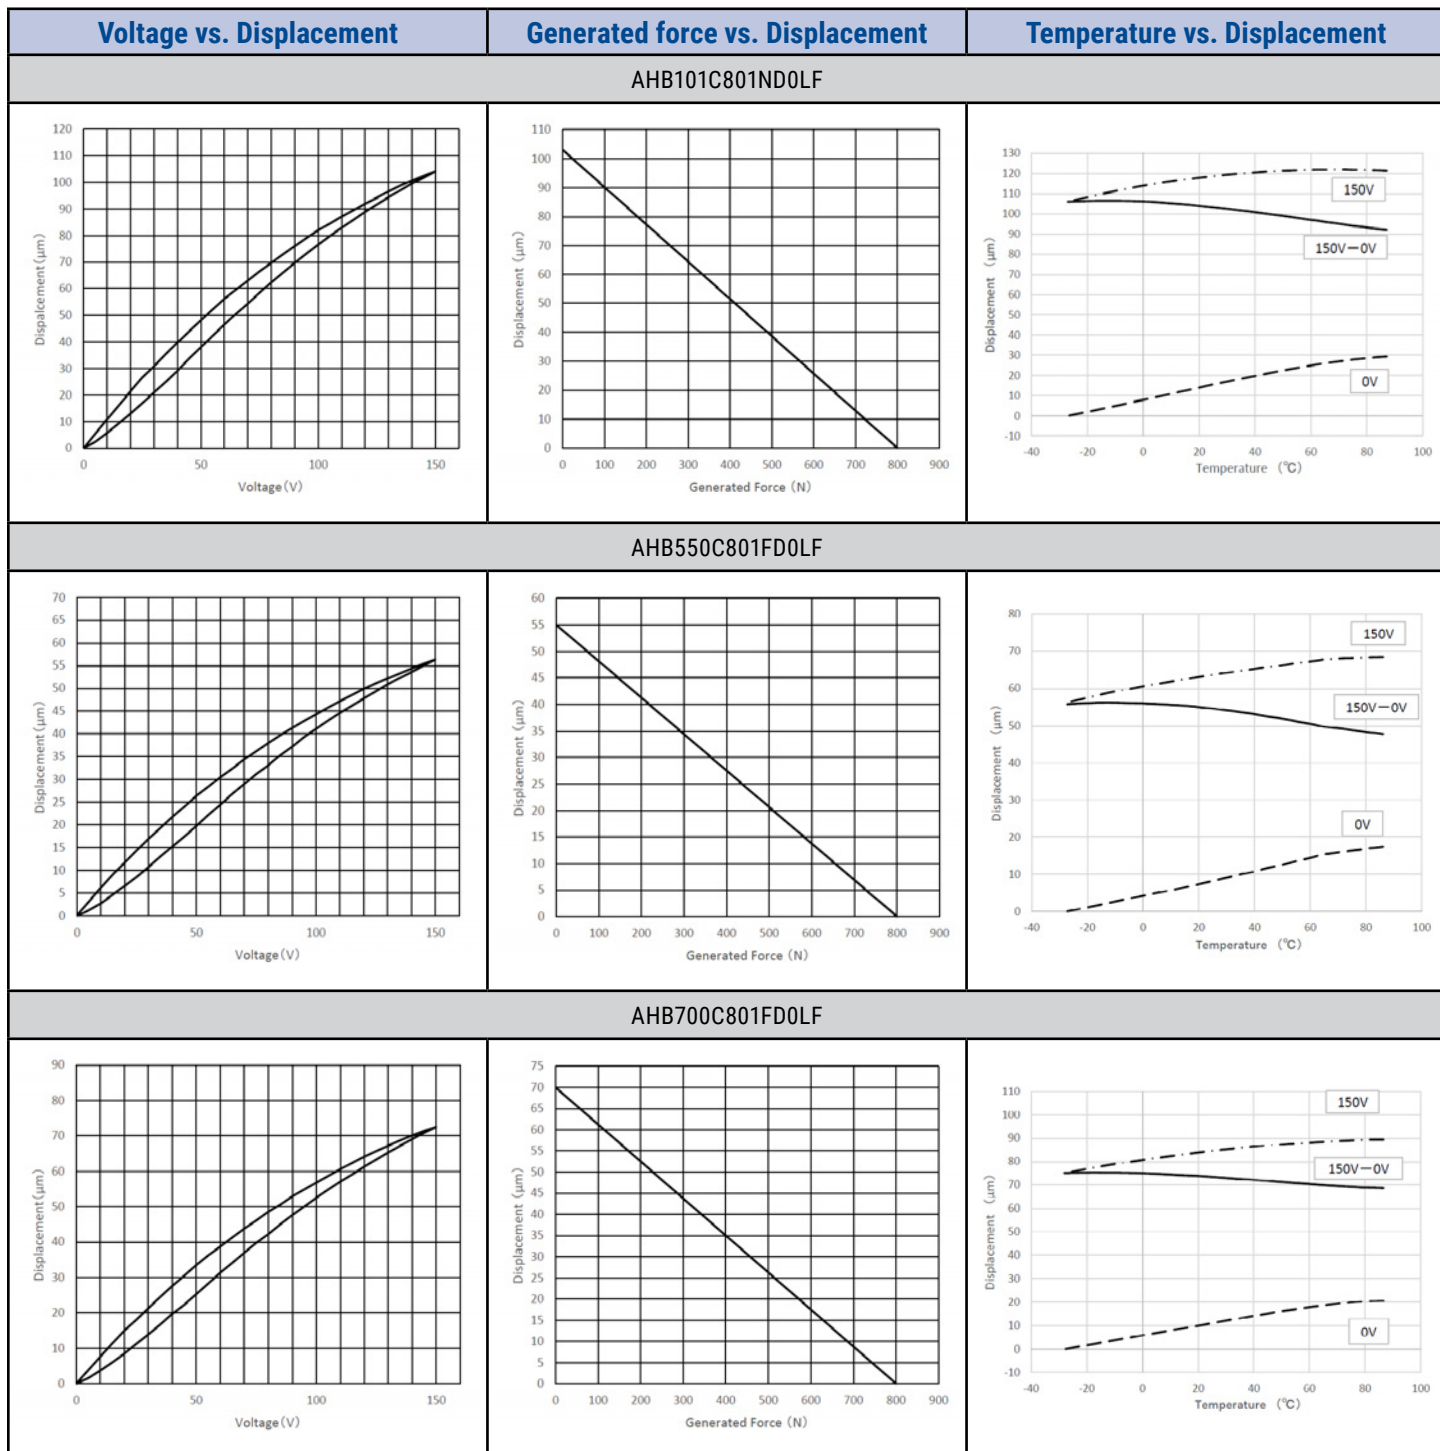 Voltage vs. Displacement
Generated force vs. Displacement
Temperature vs. Displacement
AHB101C801ND0LF
120
110
100
90
80
70
60
50
40
30
20
10
0
Dispalcement(μm)
0 50 100 150
Voltage(V)
110
100
90
80
70
60
50
40
30
20
10
0
Displacement (μm)
0 100 200 300 400 500 600 700 800 900
Generated Force (N)
130
120
110
100
90
80
70
60
50
40
30
20
10
0
-10
Displacement (μm)
150V
150V－0V
0V
-40 -20 0 20 40 60 80 100
Temperature (℃)
AHB550C801FD0LF
70
65
60
55
50
45
40
35
30
25
20
15
10
5
0
Displacement(μm)
0 50 100 150
Voltage(V)
60
55
50
45
40
35
30
25
20
15
10
5
0
Displacement (μm)
0 100 200 300 400 500 600 700 800 900
Generated Force (N)
80
70
60
50
40
30
20
10
0
Displacement (μm)
150V
150V－0V
0V
-40 -20 0 20 40 60 80 100
Temperature (℃)
AHB700C801FD0LF
90
80
70
60
50
40
30
20
10
0
Displacement(μm)
0 50 100 150
Voltage(V)
75
70
65
60
55
50
45
40
35
30
25
20
15
10
5
0
Displacement (μm)
0 100 200 300 400 500 600 700 800 900
Generated Force (N)
110
100
90
80
70
60
50
40
30
20
10
0
-10
Displacement (μm)
150V
150V－0V
0V
-40 -20 0 20 40 60 80 100
Temperature (℃)